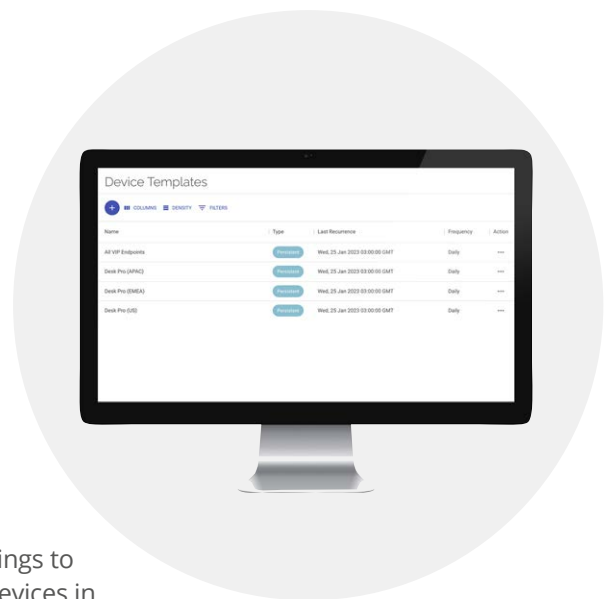 Device Templates
+ COLUMNS DENSITY FILTERS
Name Type Last Recurrence Frequency Action
All VIP Endpoints Persistent Wed, 25 Jan 2023 03:00:00 GMT Daily ...
Desk Pro (APAC) Persistent Wed, 25 Jan 2023 03:00:00 GMT Daily ...
Desk Pro (EMEA) Persistent Wed, 25 Jan 2023 03:00:00 GMT Daily ...
Desk Pro (US) Persistent Wed, 25 Jan 2023 03:00:00 GMT Daily ...
ings to
evices in